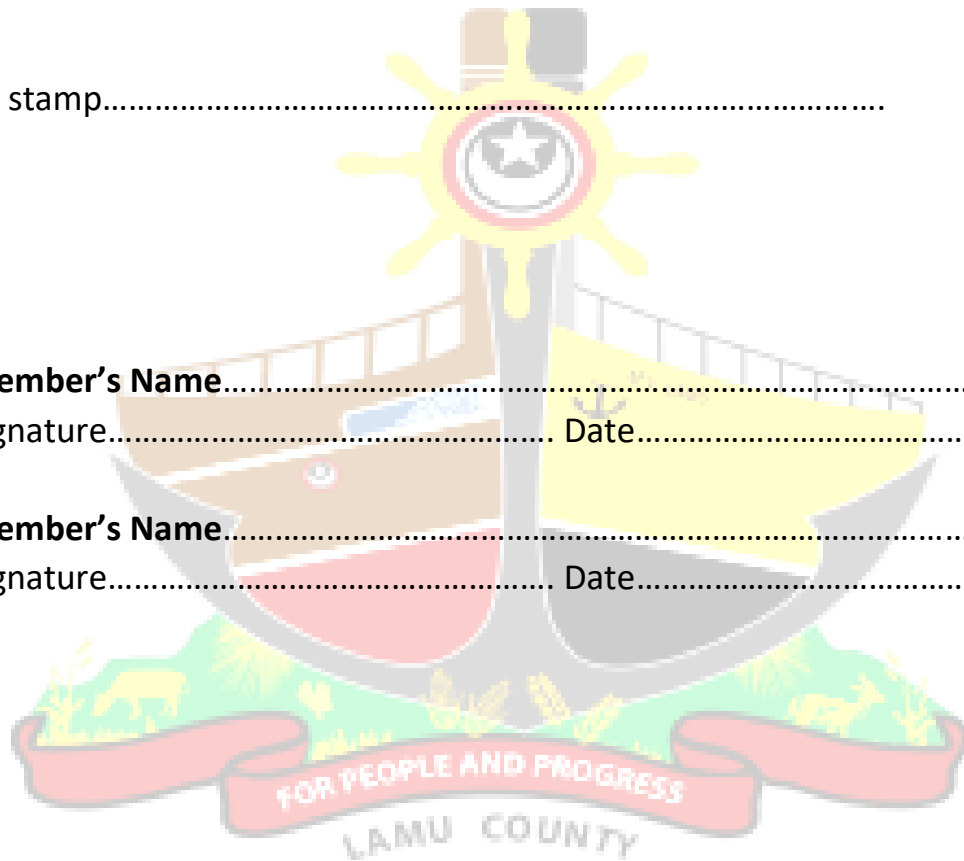 stamp……………………………………………………………………………….
ember’s Name……………………………………………………………………………
gnature……………………………………………. Date………………………………..
ember’s Name……………………………………………………………………………
gnature……………………………………………. Date………………………………..
FOR PEOPLE AND PROGRESS
LAMU COUNTY